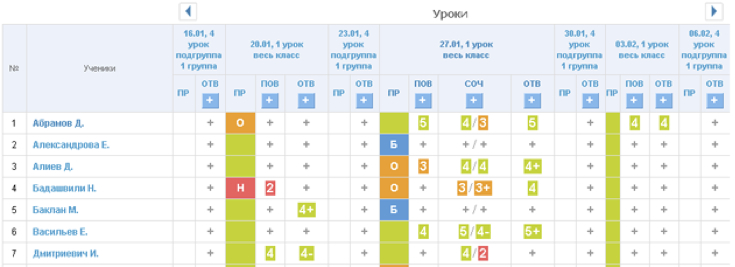 Уроки
№ Ученики 16.01, 4 урок подгруппа 1 группа 20.01, 1 урок весь класс 23.01, 4 урок подгруппа 1 группа 27.01, 1 урок весь класс 30.01, 4 урок подгруппа 1 группа 03.02, 1 урок весь класс 06.02, 4 урок подгруппа 1 группа
ПР ОТВ ПР ПОВ ОТВ ПР ОТВ ПР ПОВ СОЧ ОТВ ПР ОТВ ПР ПОВ ОТВ ПР ОТВ
+ + + + + + + + + + +
1 Абрамов Д. + О + + + 5 4/3 5 + 4 4 +
2 Александрова Е. + + + + Б + +/+ + + + + +
3 Алиев Д. + + + + О 3 4/4 4+ + + + +
4 Бадашвили Н. + Н 2 + + О 3/3+ 4 + + + +
5 Баклан М. + + 4+ + Б + +/+ + + + + +
6 Васильев Е. + + + + 4 5/4- 5+ + + + +
7 Дмитриевич И. + 4 4- + + 4/2 + + + + +